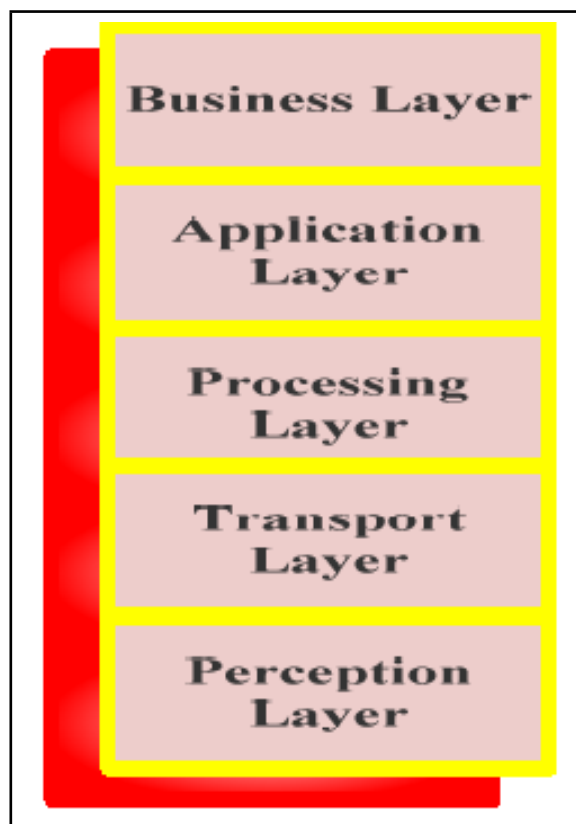 Business Layer
Application
Layer
Processing
Layer
Transport
Layer
Perception
Layer